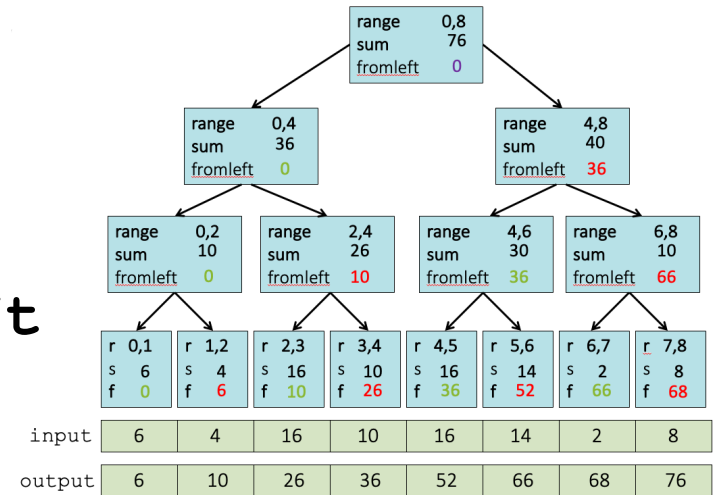 range 0,8
sum 76
fromleft 0
range 0,4
sum 36
fromleft 0
range 4,8
sum 40
fromleft 36
range 0,2
sum 10
fromleft 0
range 2,4
sum 26
fromleft 10
range 4,6
sum 30
fromleft 36
range 6,8
sum 10
fromleft 66
t
r 0,1
s 6
f 0
r 1,2
s 4
f 6
r 2,3
s 16
f 10
r 3,4
s 10
f 26
r 4,5
s 16
f 36
r 5,6
s 14
f 52
r 6,7
s 2
f 66
r 7,8
s 8
f 68
input 6 4 16 10 16 14 2 8
output 6 10 26 36 52 66 68 76